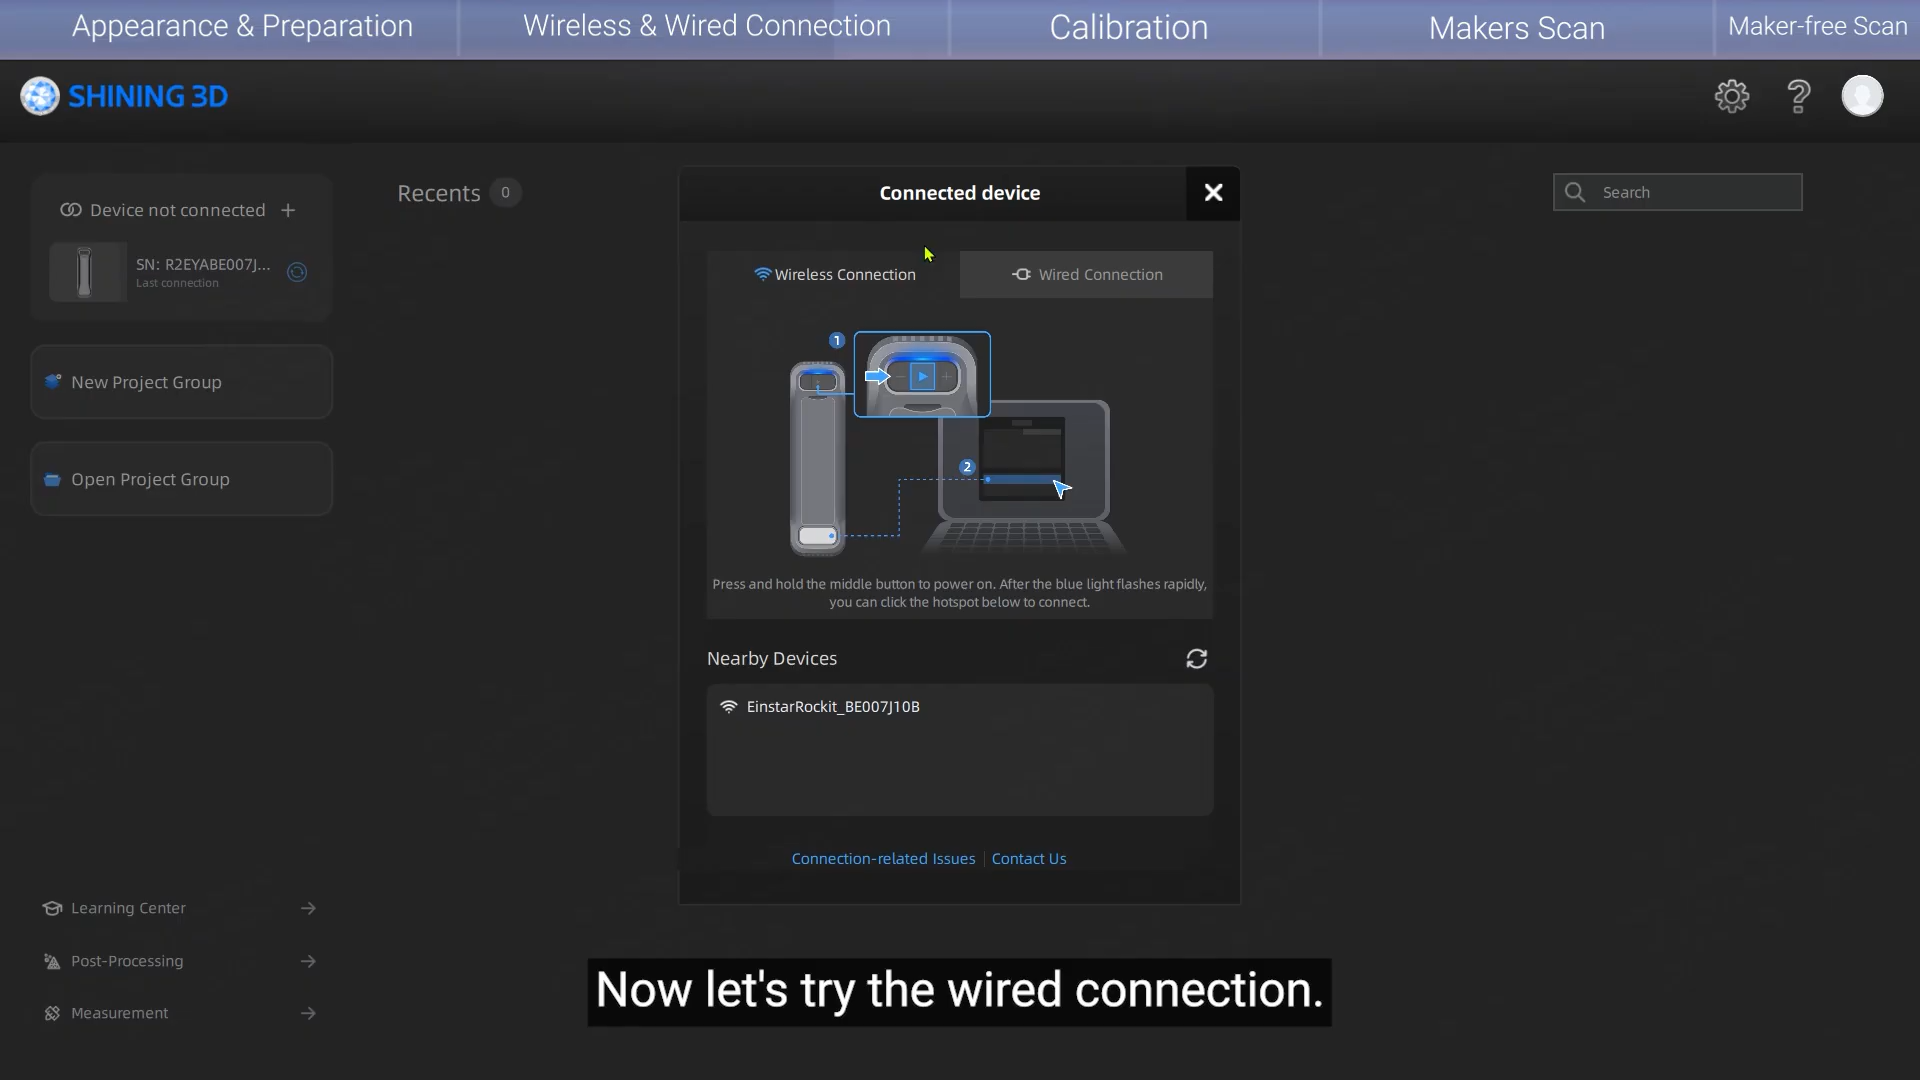 Appearance & Preparation
Wireless & Wired Connection
Calibration
Makers Scan
Maker-free Scan
SHINING 3D
Device not connected
SN: R2EYABE007J...
Last connection
New Project Group
Open Project Group
Recents 0
Search
Connected device
Wireless Connection
Wired Connection
1
2
Press and hold the middle button to power on. After the blue light flashes rapidly,
you can click the hotspot below to connect.
Nearby Devices
EinstarRockit_BE007J10B
Connection-related Issues | Contact Us
Learning Center
Post-Processing
Measurement
Now let's try the wired connection.